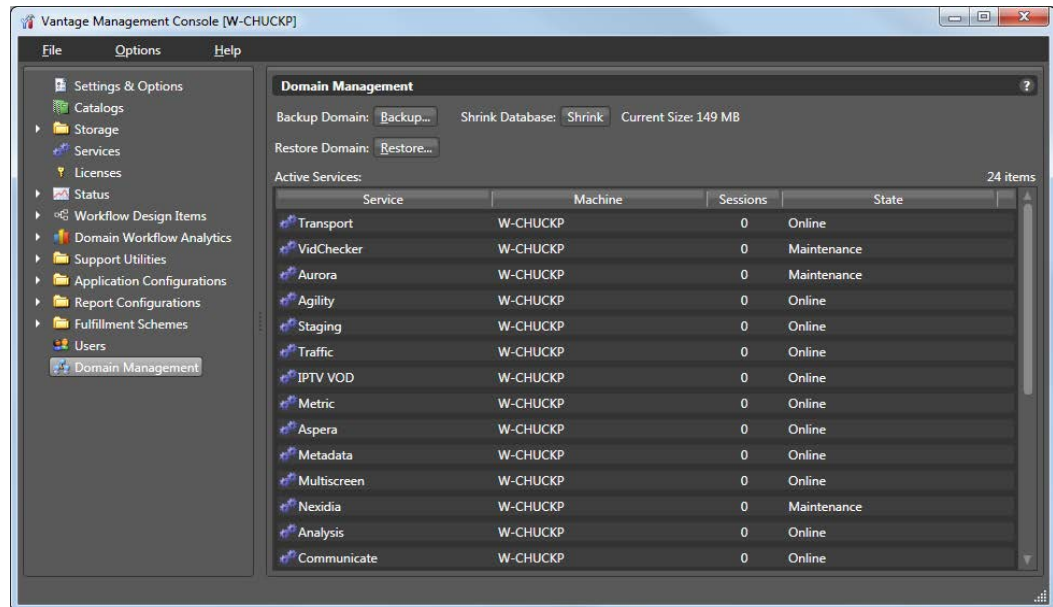 Vantage Management Console [W-CHUCKP]
File Options Help
Settings & Options
Catalogs
Storage
Services
Licenses
Status
Workflow Design Items
Domain Workflow Analytics
Support Utilities
Application Configurations
Report Configurations
Fulfillment Schemes
Users
Domain Management
Domain Management ?
Backup Domain: Backup... Shrink Database: Shrink Current Size: 149 MB
Restore Domain: Restore...
Active Services: 24 items
Service Machine Sessions State
Transport W-CHUCKP 0 Online
VidChecker W-CHUCKP 0 Maintenance
Aurora W-CHUCKP 0 Maintenance
Agility W-CHUCKP 0 Online
Staging W-CHUCKP 0 Online
Traffic W-CHUCKP 0 Online
IPTV VOD W-CHUCKP 0 Online
Metric W-CHUCKP 0 Online
Aspera W-CHUCKP 0 Online
Metadata W-CHUCKP 0 Online
Multiscreen W-CHUCKP 0 Online
Nexidia W-CHUCKP 0 Maintenance
Analysis W-CHUCKP 0 Online
Communicate W-CHUCKP 0 Online